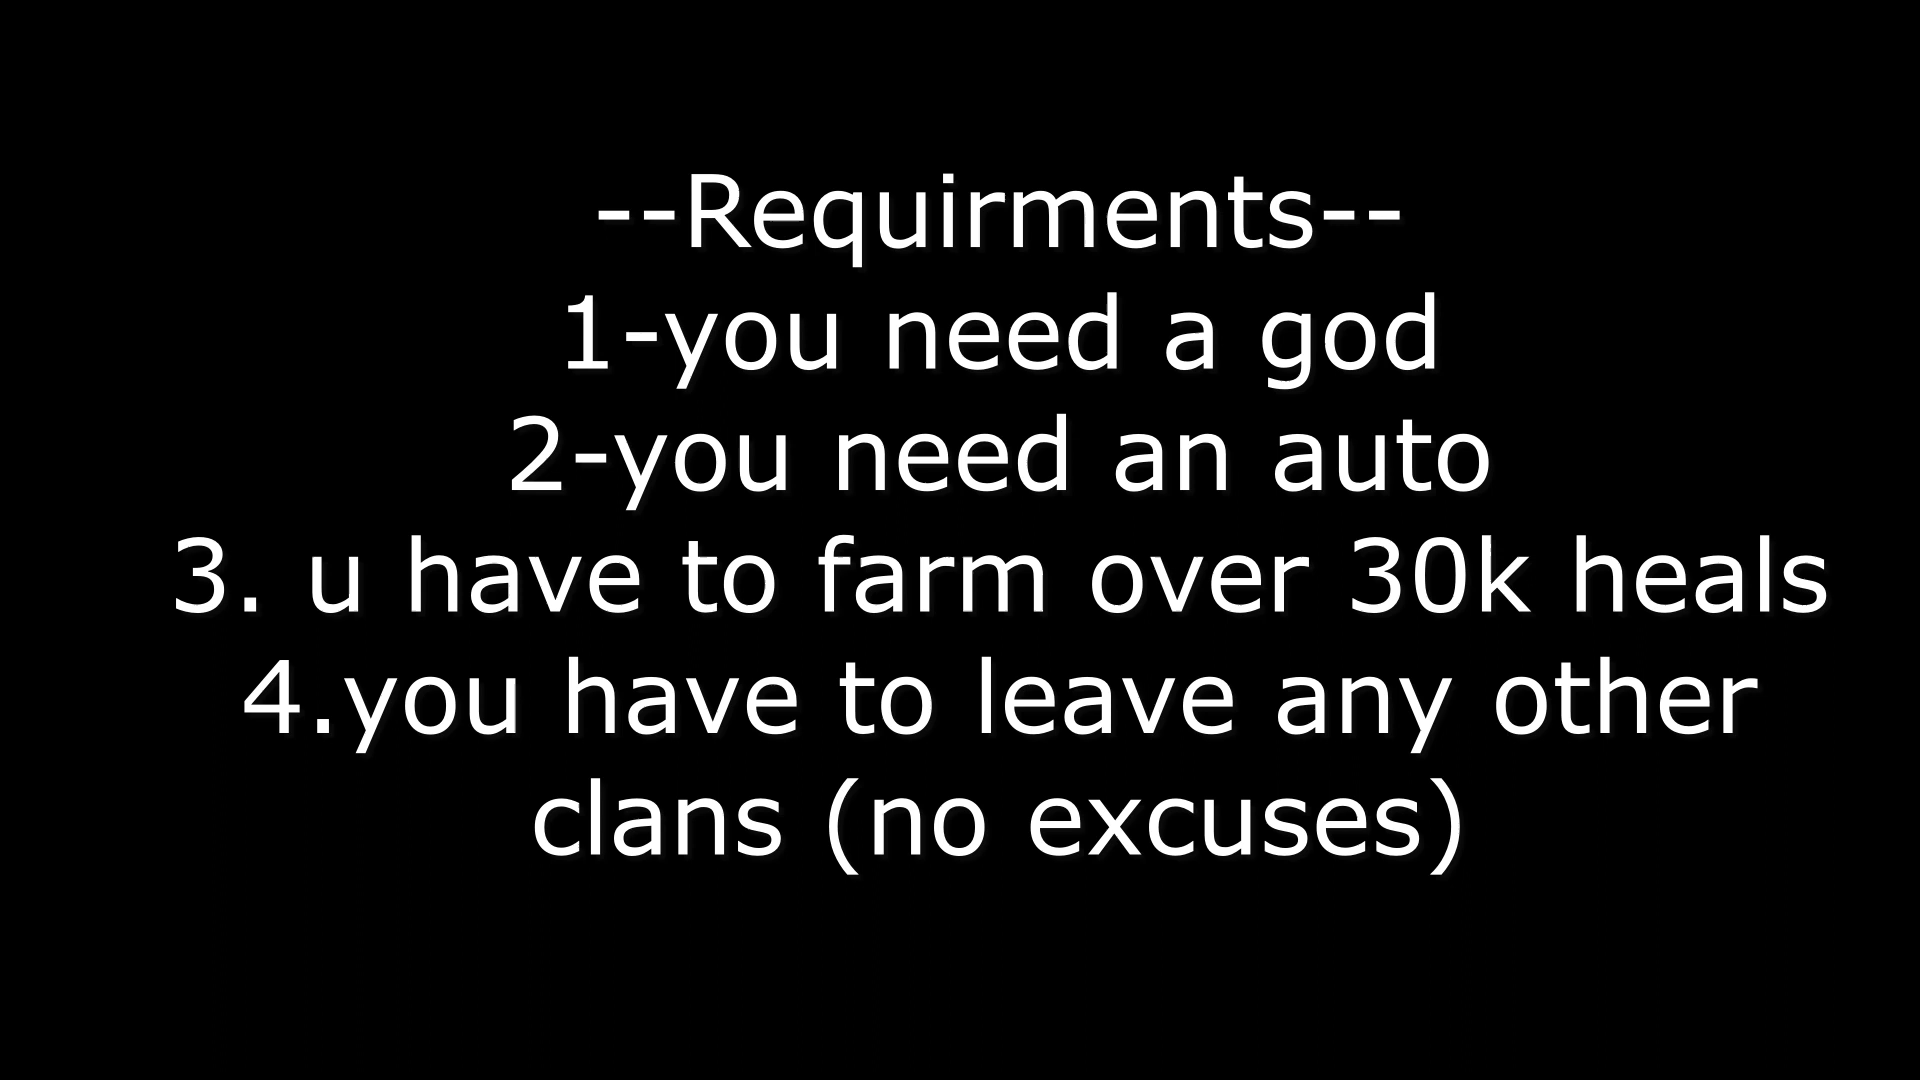 --Requirments--
1-you need a god
2-you need an auto
3. u have to farm over 30k heals
4.you have to leave any other
clans (no excuses)